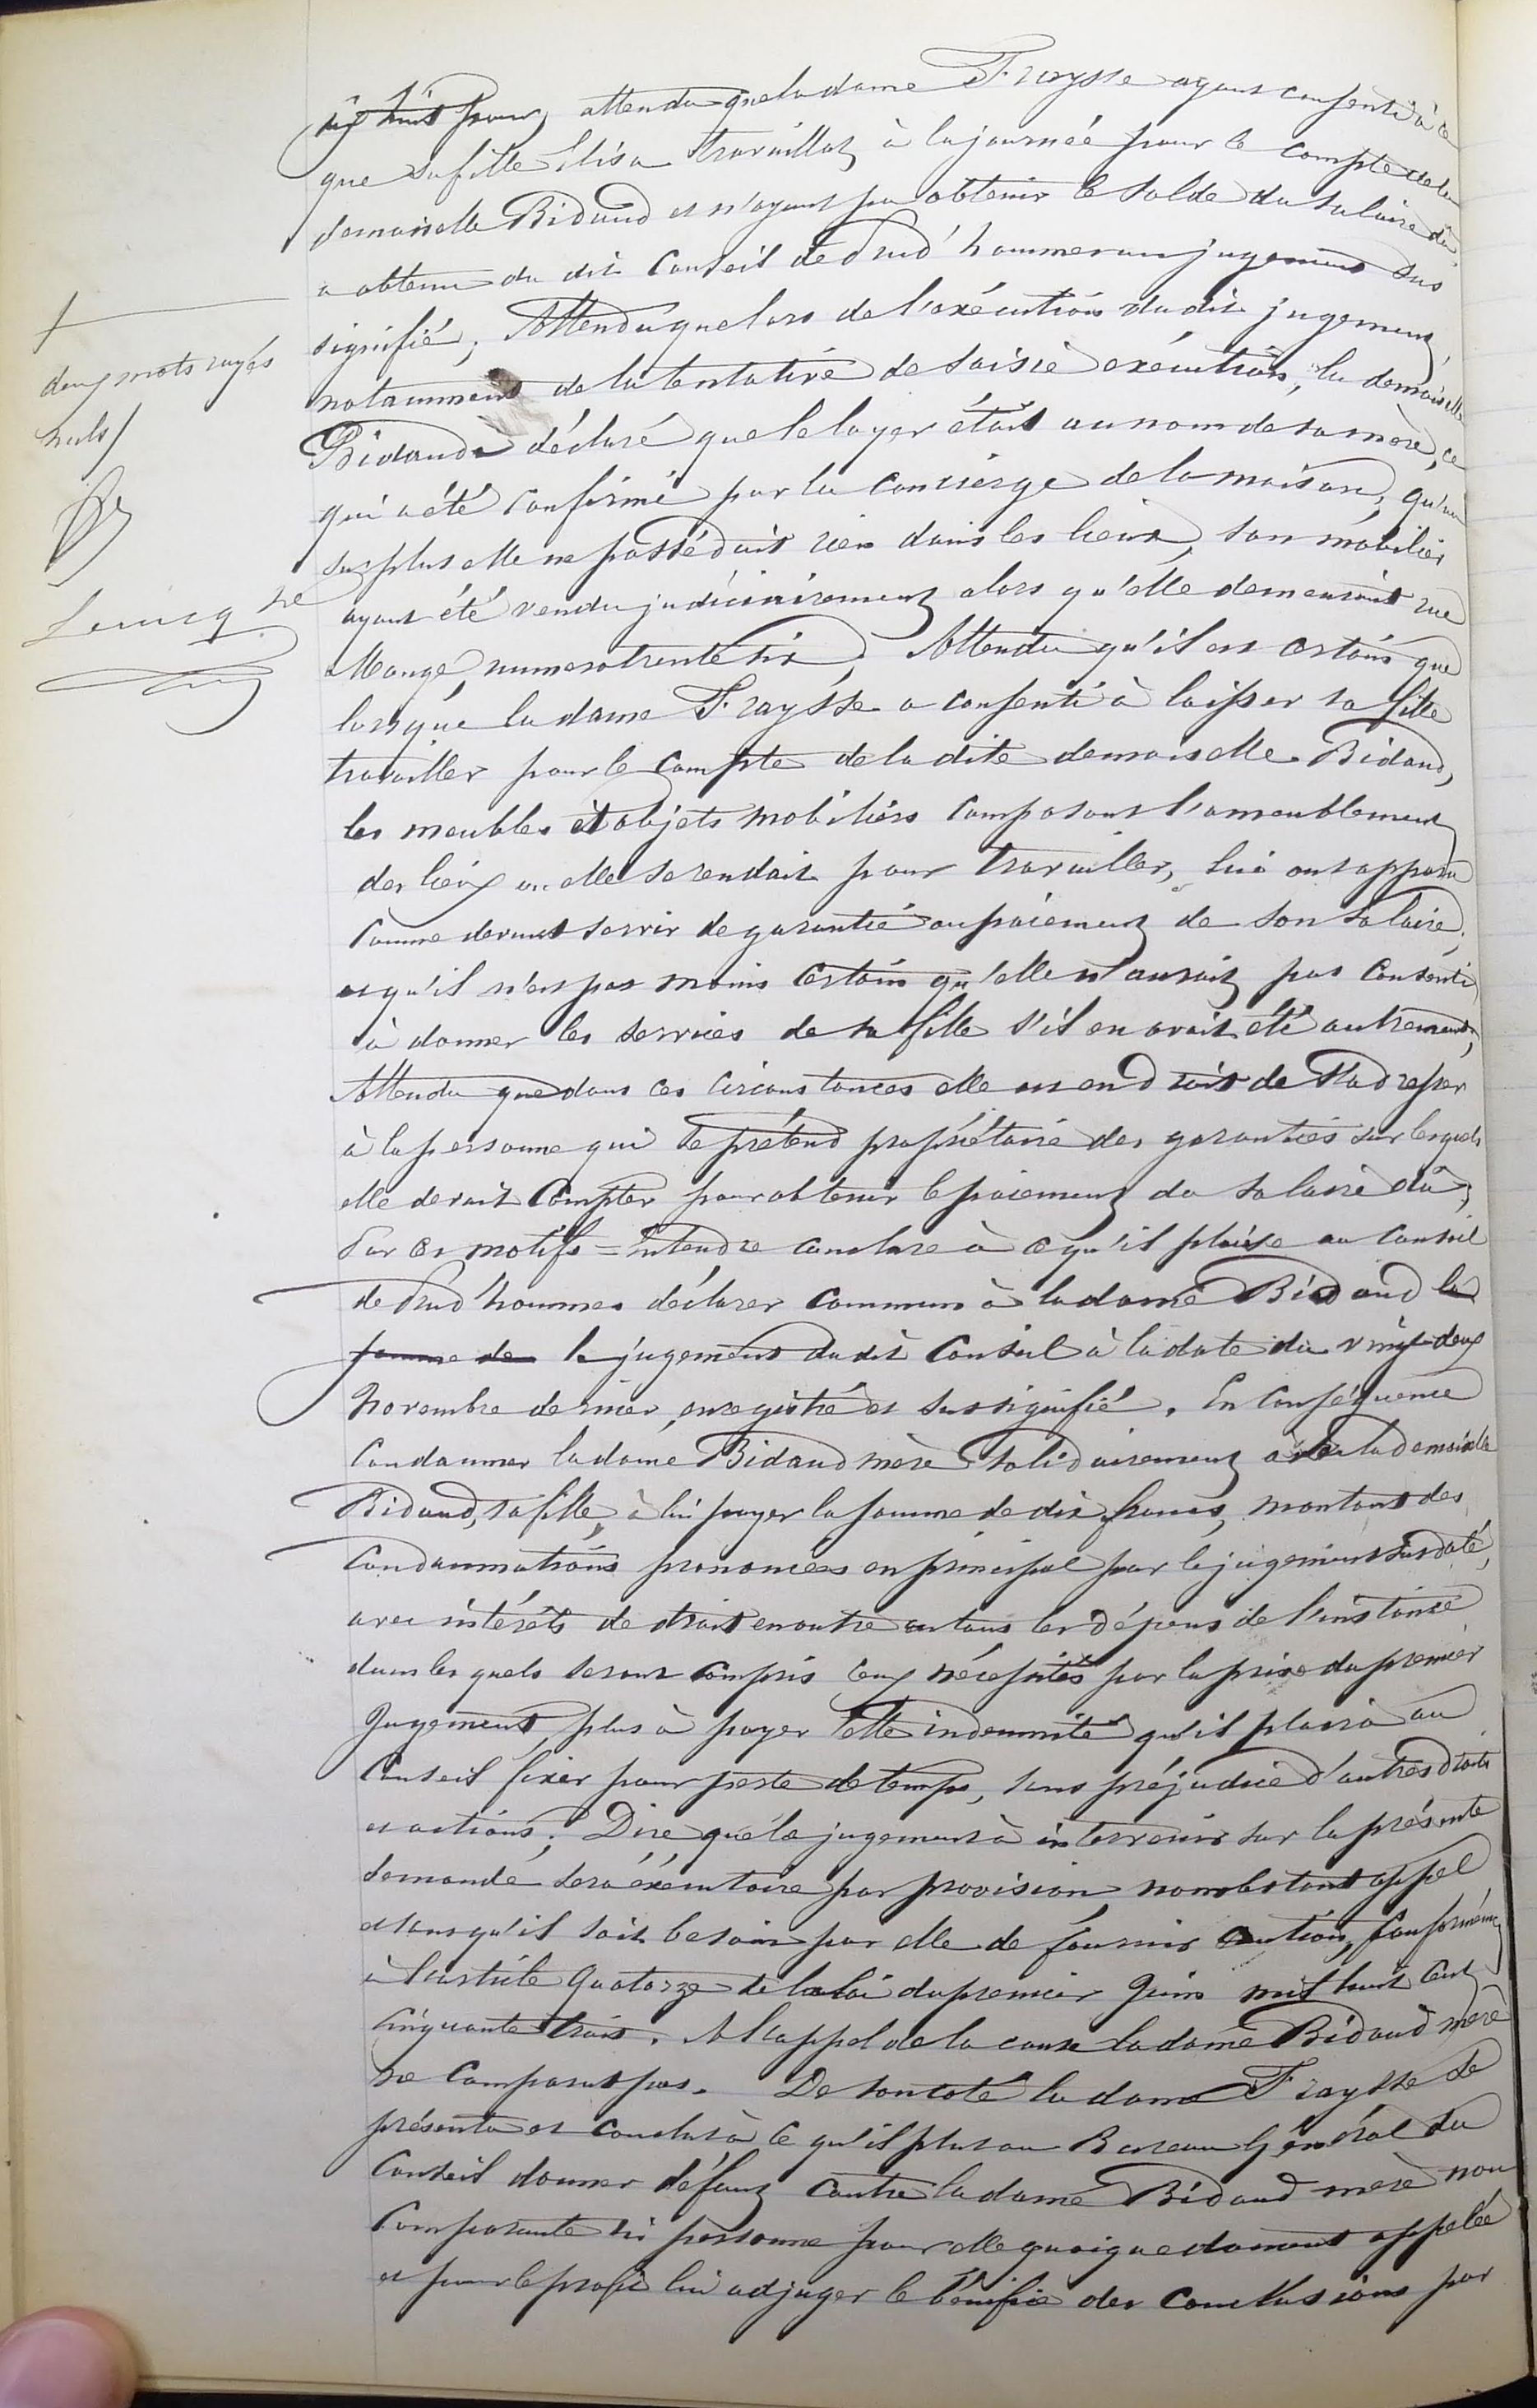 attendu que la dame Fraysse ayant consenti à ce
que sa fille Elisa travillat à la journée pour le compte de la
demoiselle Bidaud et n'ayant pu obtenir le solde du salaire dû
a obtenu du dit Conseil de Prud'hommes un jugement sus
signifié; Attendu que lors de l'exécution du dit jugement,
notamment de la tentative de saisie exécution, la demoiselle
Bidaud a déclaré que le loyer était au nom de sa mère, ce
qui a été confirmé par la concierge de la maison, qu'au
surplus elle ne possédait rien dans les lieux, son mobilier
ayant été vendu judiciairement alors qu'elle demeurait rue
Monge, numero trente six; Attendu qu'il est certain que
lorsque la dame Fraysse a consenti à laisser sa fille
travailler pour le compte de la dite demoiselle Bidaud,
les meubles et objets mobiliers composant l'ameublement
des lieux où elle se rendait pour travailler, lui ont apparu
comme devant servir de garantie au paiement de son salaire,
et qu'il n'est pas moins certain qu'elle n'aurait pas consenti
à donner les services de sa fille s'il en avait été autrement;
Attendu que dans ces circonstances elle est en droit de s'adresser
à la personne qui se prétend propriétaire des garanties sur lesquels
elle devait compter pour obtenir le paiement du salaire dû;
Par ces motifs = Entendre conclure à ce qu'il plaise au Conseil
de Prud'hommes déclarer commun à la dame Bidaud la
somme de le jugement du dit Conseil à la date du vingt-deux
Novembre dernier, enregistré et sus signifié. En conséquence
Condamner la dame Bidaud mère solidairement avec la demoiselle
Bidaud, sa fille, à lui payer la somme de dix francs, montant des
condamnations prononcées en principal par le jugement sus daté,
avec intérêts de droit en outre en tous les dépens de l'instance
dans lesquels seront compris ceux nécessités par la prise du premier
Jugement, plus à payer telle indemnité qu'il plaira au
Conseil fixer pour perte de temps, sans préjudice d'autres droits
et actions; Dire que le jugement à intervenir sur la présente
demande sera éxécutoire par provision nonobstant appel
et sans qu'il soit besoin par elle de fournir caution, conformément
à l'article Quatorze de la loi du premier Juin mil huit cent
cinquante trois. A l'appel de la cause la dame Bidaud mère
ne comparut pas. De son coté la dame Fraysse se
présenta et conclut à ce qu'il plut au Bureau Général du
Conseil donner défaut contre la dame Bidaud mère non
comparante ni personne pour elle quoique dument appelée
et pour le profit lui adjuger le bénéfice des conclusions par
deux mots rayés
nuls/
Lecucq